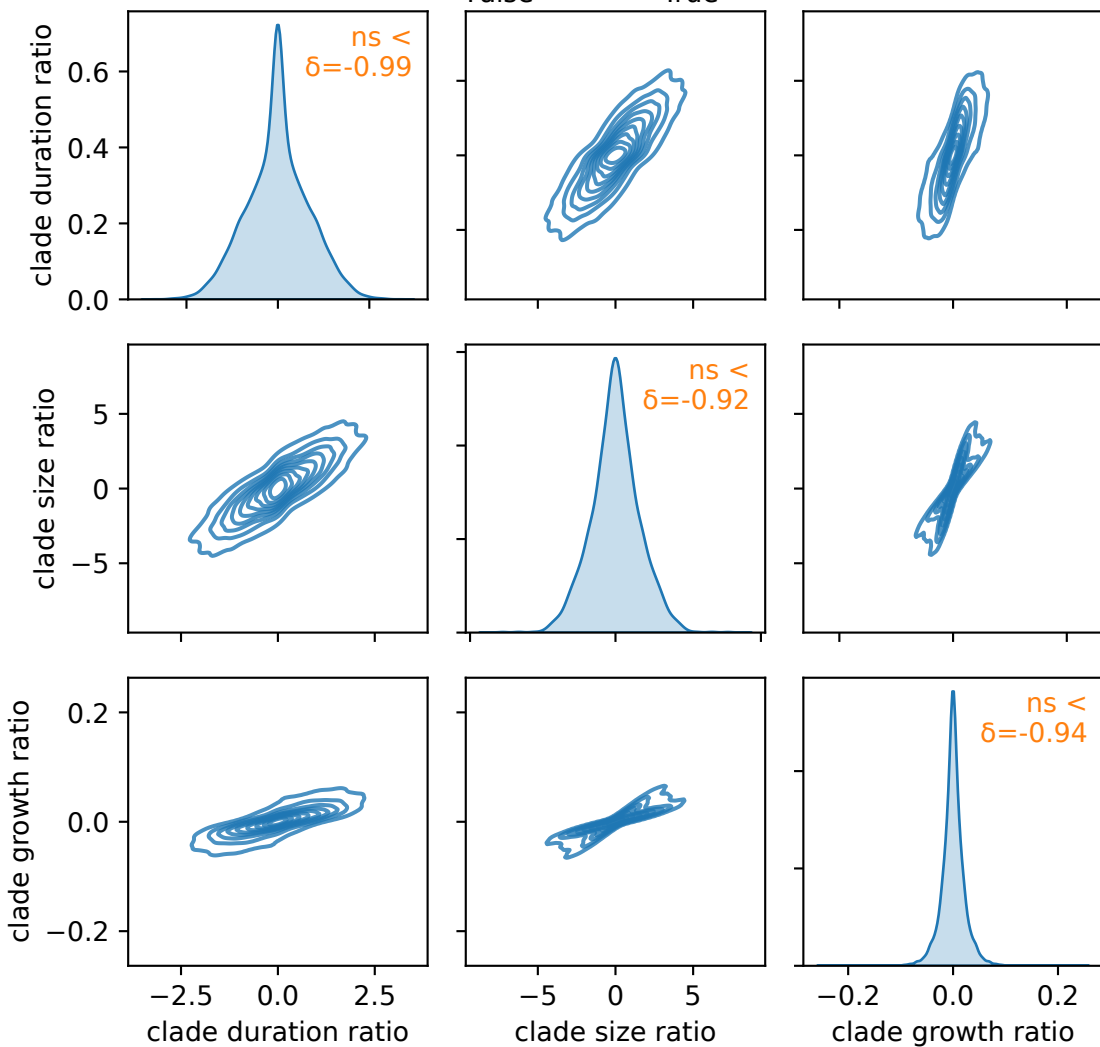 clade duration ratio
0.6
0.4
0.2
0.0
ns <
δ=-0.99
clade size ratio
5
0
−5
ns <
δ=-0.92
clade growth ratio
0.2
0.0
−0.2
ns <
δ=-0.94
−2.5
0.0
2.5
−5
0
5
−0.2
0.0
0.2
clade duration ratio
clade size ratio
clade growth ratio